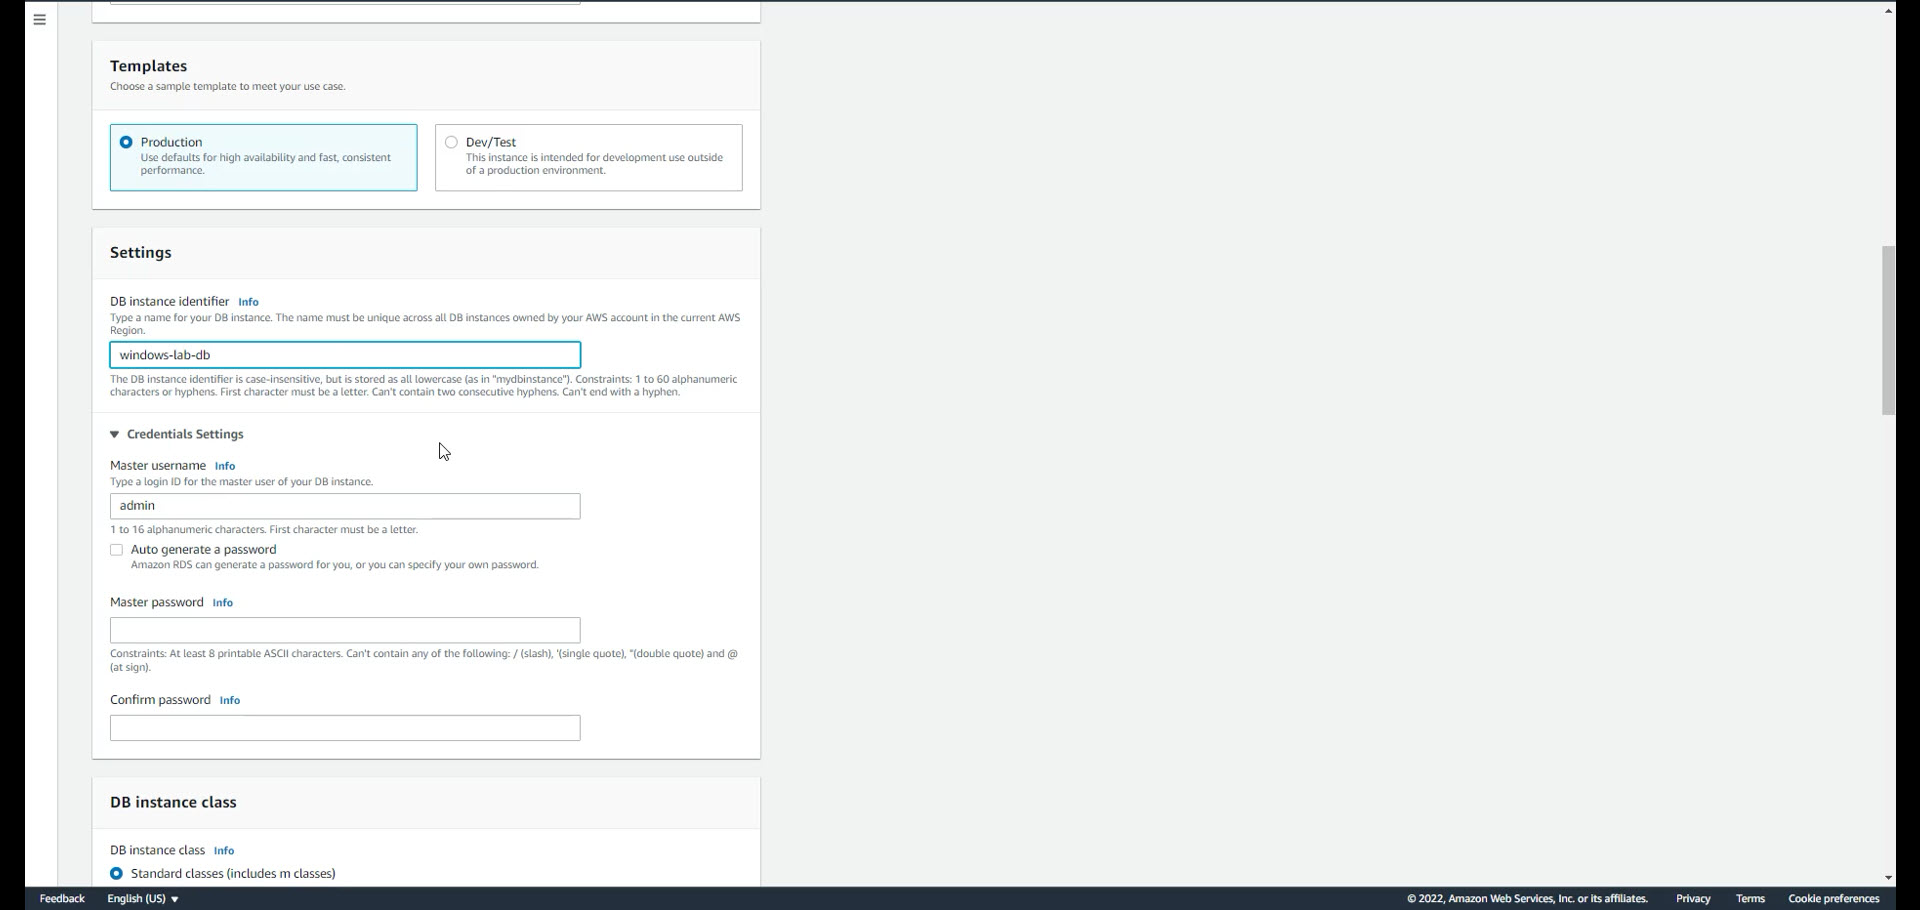 Templates
Choose a sample template to meet your use case.
Production
Use defaults for high availability and fast, consistent
performance.
Dev/Test
This instance is intended for development use outside
of a production environment.
Settings
DB instance identifier Info
Type a name for your DB instance. The name must be unique across all DB instances owned by your AWS account in the current AWS
Region.
windows-lab-db
The DB instance identifier is case-insensitive, but is stored as all lowercase (as in "mydbinstance"). Constraints: 1 to 60 alphanumeric
characters or hyphens. First character must be a letter. Can't contain two consecutive hyphens. Can't end with a hyphen.
Credentials Settings
Master username Info
Type a login ID for the master user of your DB instance.
admin
1 to 16 alphanumeric characters. First character must be a letter.
Auto generate a password
Amazon RDS can generate a password for you, or you can specify your own password.
Master password Info
Constraints: At least 8 printable ASCII characters. Can't contain any of the following: / (slash), '(single quote), "(double quote) and @
(at sign).
Confirm password Info
DB instance class
DB instance class Info
Standard classes (includes m classes)
Feedback English (US) © 2022, Amazon Web Services, Inc. or its affiliates. Privacy Terms Cookie preferences